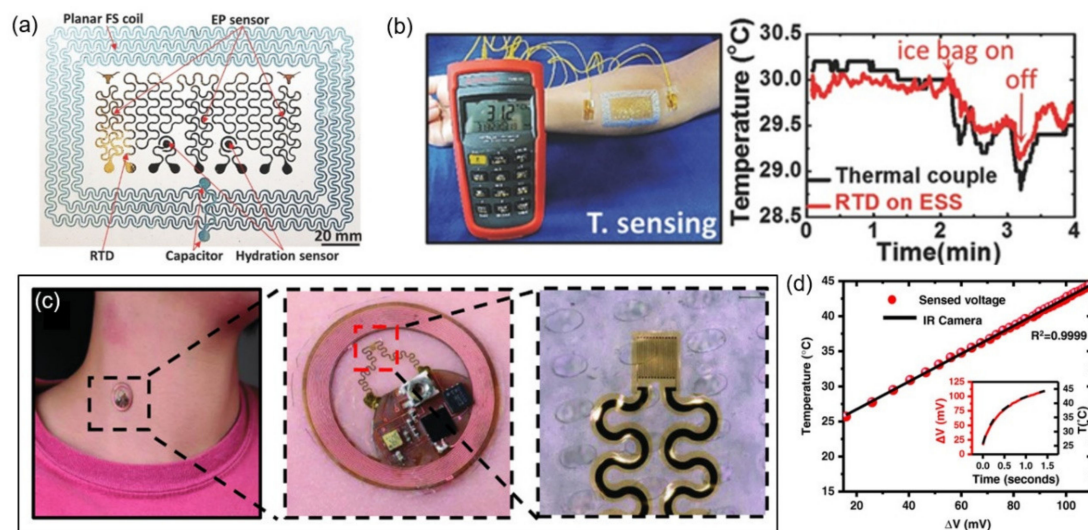 (a)
Planar FS coil
EP sensor
RTD
Capacitor
Hydration sensor
20 mm
(b)
31.2
T. sensing
Temperature (°C)
30.5
30.0
29.5
29.0
28.5
ice bag on
off
Thermal couple
RTD on ESS
0
1
2
3
4
Time(min)
(c)
(d)
Temperature (°C)
45
40
35
30
25
20
15
Sensed voltage
IR Camera
R²=0.9999
ΔV (mV)
125
100
75
50
25
0
T(°C)
40
35
30
25
0.0 0.5 1.0 1.5
Time (seconds)
20 40 60 80 100
ΔV (mV)